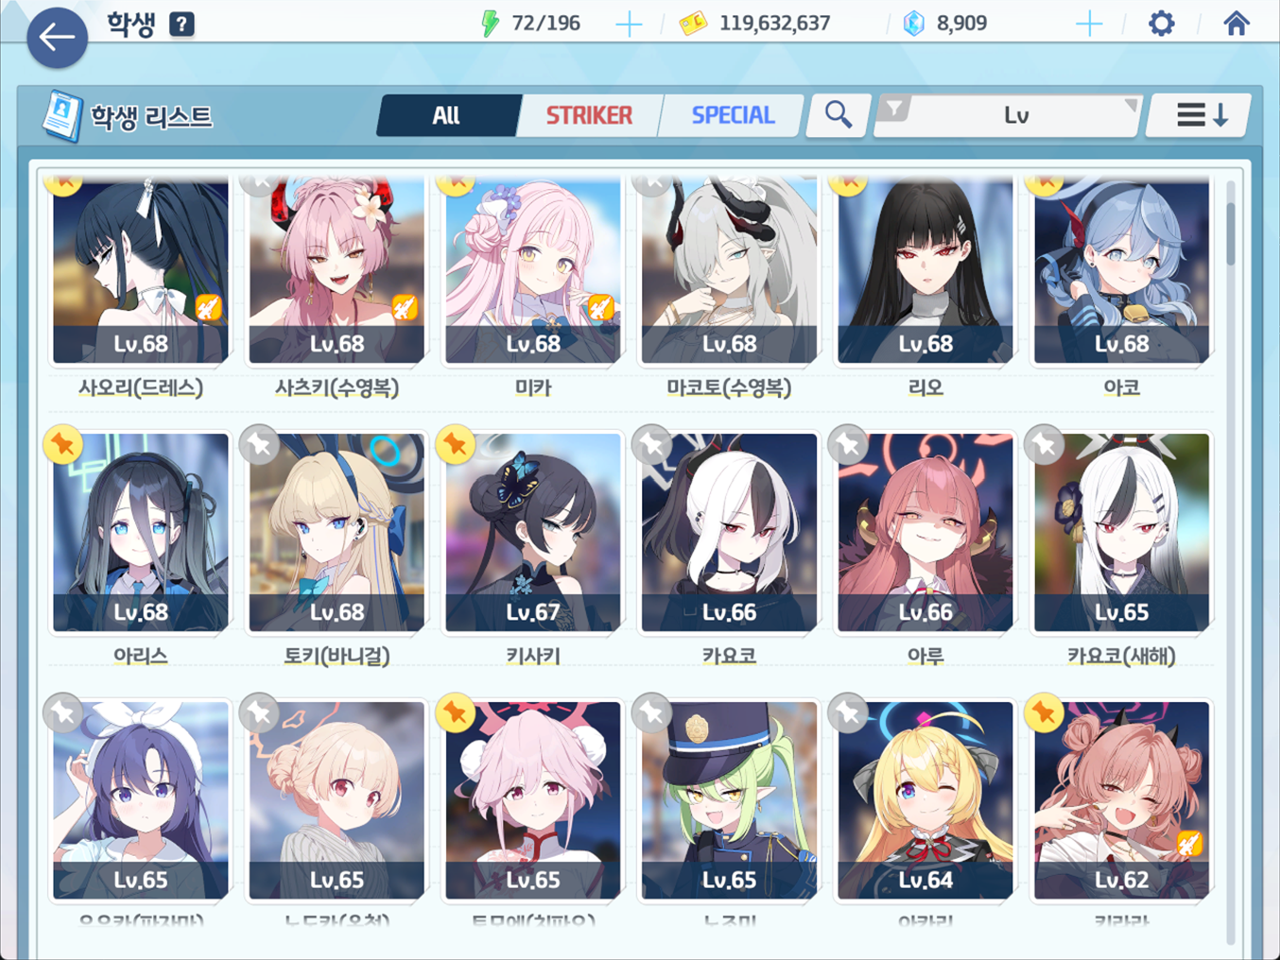 학생 ?
72/196
119,632,637
8,909
학생 리스트
All
STRIKER
SPECIAL
Lv
Lv.68 Lv.68 Lv.68 Lv.68 Lv.68 Lv.68
사오리(드레스) 사츠키(수영복) 미카 마코토(수영복) 리오 아코
Lv.68 Lv.68 Lv.67 Lv.66 Lv.66 Lv.65
아리스 토키(바니걸) 키사키 카요코 아루 카요코(새해)
Lv.65 Lv.65 Lv.65 Lv.65 Lv.64 Lv.62